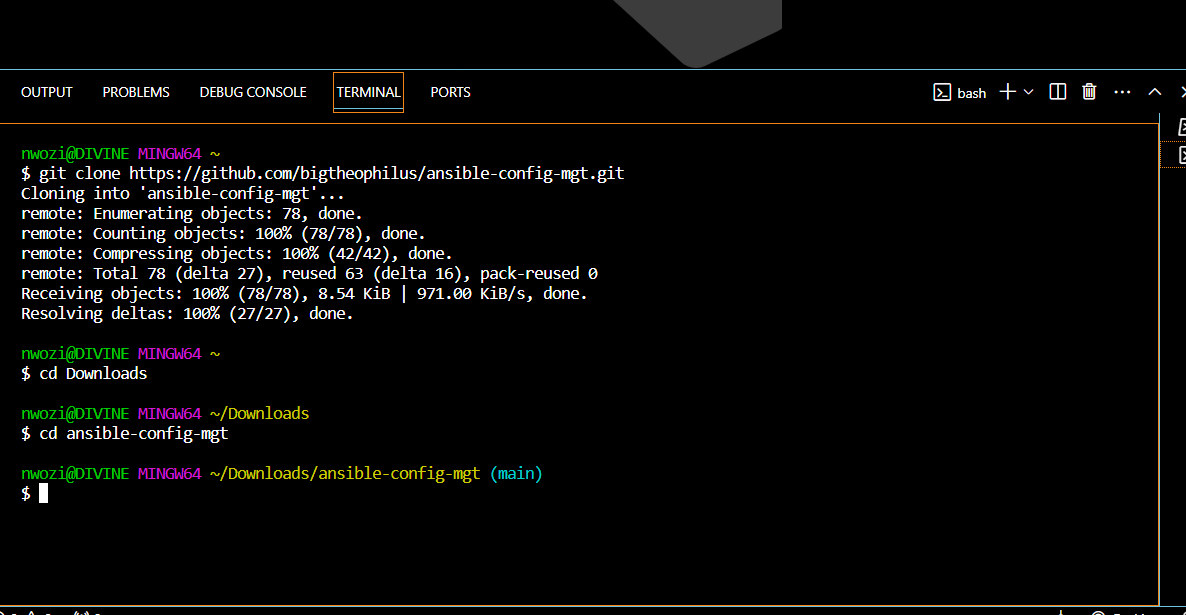 OUTPUT PROBLEMS DEBUG CONSOLE TERMINAL PORTS bash
nwozi@DIVINE MINGW64 ~
$ git clone https://github.com/bigtheophilus/ansible-config-mgt.git
Cloning into 'ansible-config-mgt'...
remote: Enumerating objects: 78, done.
remote: Counting objects: 100% (78/78), done.
remote: Compressing objects: 100% (42/42), done.
remote: Total 78 (delta 27), reused 63 (delta 16), pack-reused 0
Receiving objects: 100% (78/78), 8.54 KiB | 971.00 KiB/s, done.
Resolving deltas: 100% (27/27), done.
nwozi@DIVINE MINGW64 ~
$ cd Downloads
nwozi@DIVINE MINGW64 ~/Downloads
$ cd ansible-config-mgt
nwozi@DIVINE MINGW64 ~/Downloads/ansible-config-mgt (main)
$